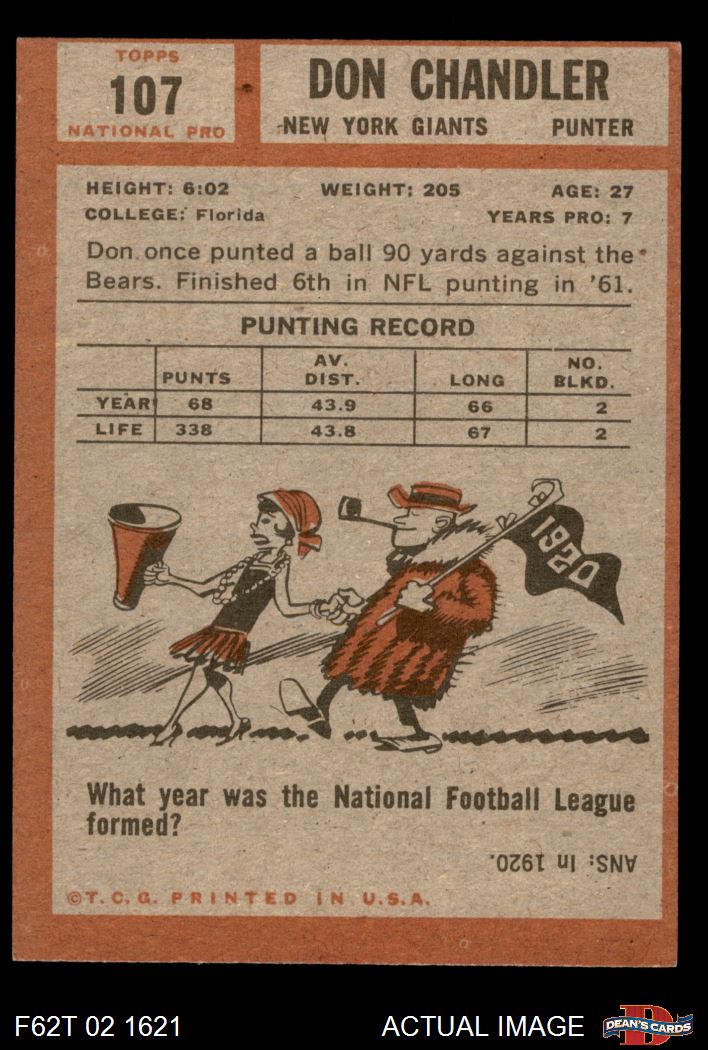 TOPPS
107
NATIONAL PRO
DON CHANDLER
NEW YORK GIANTS PUNTER
HEIGHT: 6:02 WEIGHT: 205 AGE: 27
COLLEGE: Florida YEARS PRO: 7
Don once punted a ball 90 yards against the
Bears. Finished 6th in NFL punting in '61.
PUNTING RECORD
PUNTS AV. DIST. LONG NO. BLKD.
YEAR 68 43.9 66 2
LIFE 338 43.8 67 2
1920
What year was the National Football League
formed?
ANS: In 1920.
©T.C.G. PRINTED IN U.S.A.
F62T 02 1621 ACTUAL IMAGE DEAN'S CARDS